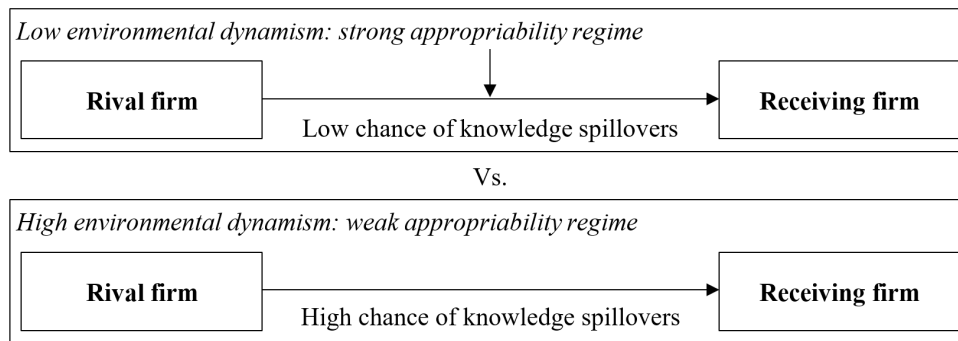 Low environmental dynamism: strong appropriability regime
Rival firm
Receiving firm
Low chance of knowledge spillovers
Vs.
High environmental dynamism: weak appropriability regime
Rival firm
Receiving firm
High chance of knowledge spillovers